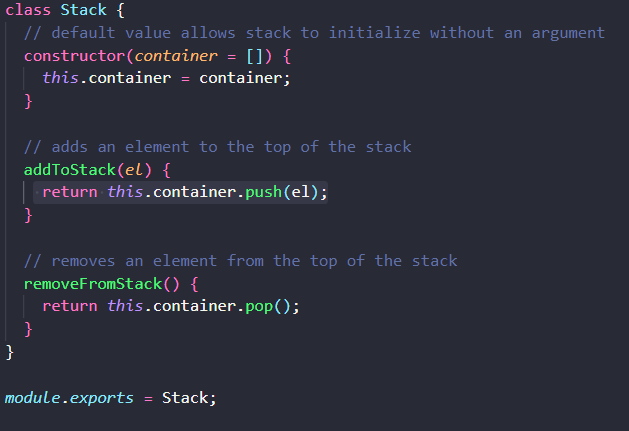 class Stack {
  // default value allows stack to initialize without an argument
  constructor(container = []) {
    this.container = container;
  }

  // adds an element to the top of the stack
  addToStack(el) {
    return this.container.push(el);
  }

  // removes an element from the top of the stack
  removeFromStack() {
    return this.container.pop();
  }
}

module.exports = Stack;